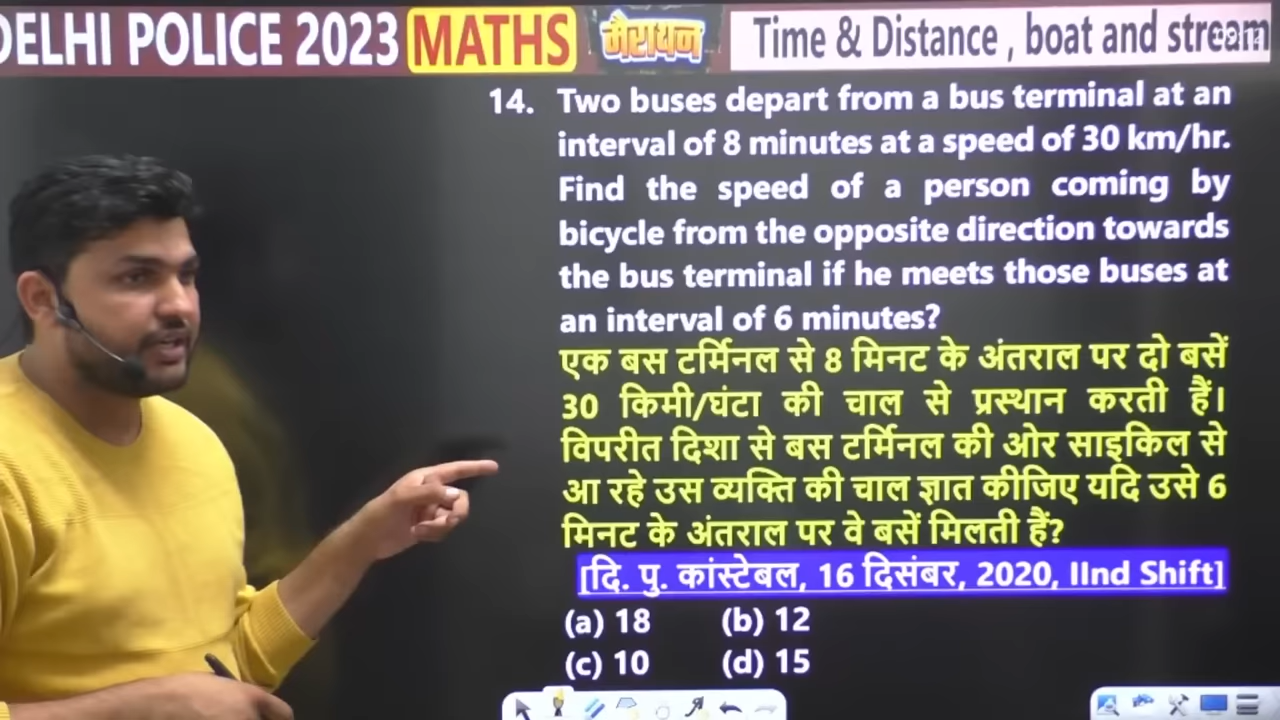 DELHI POLICE 2023 MATHS मैराथन Time & Distance , boat and stream
14. Two buses depart from a bus terminal at an
interval of 8 minutes at a speed of 30 km/hr.
Find the speed of a person coming by
bicycle from the opposite direction towards
the bus terminal if he meets those buses at
an interval of 6 minutes?
एक बस टर्मिनल से 8 मिनट के अंतराल पर दो बसें
30 किमी/घंटा की चाल से प्रस्थान करती हैं।
विपरीत दिशा से बस टर्मिनल की ओर साइकिल से
आ रहे उस व्यक्ति की चाल ज्ञात कीजिए यदि उसे 6
मिनट के अंतराल पर वे बसें मिलती हैं?
[दि. पु. कांस्टेबल, 16 दिसंबर, 2020, IInd Shift]
(a) 18 (b) 12
(c) 10 (d) 15